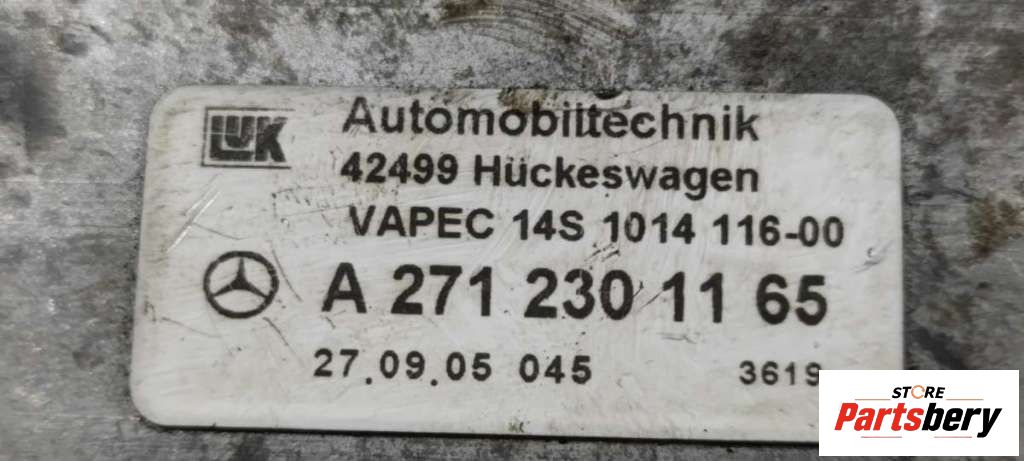 LUK
Automobiltechnik
42499 Hückeswagen
VAPEC 14S 1014 116-00
A 271 230 11 65
27.09.05 045 3619
STORE
Partsbery